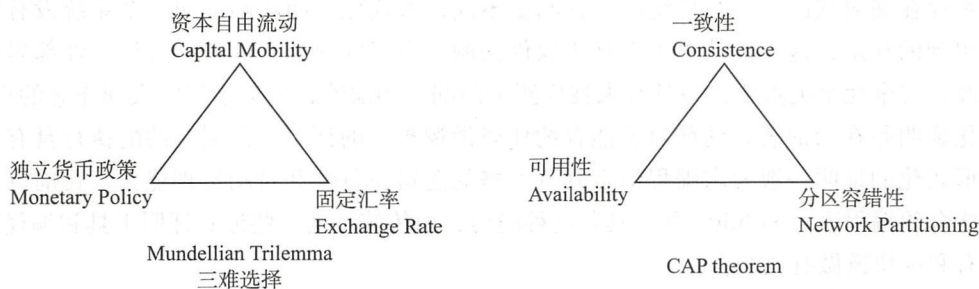 资本自由流动
Capltal Mobility
独立货币政策
Monetary Policy
固定汇率
Exchange Rate
Mundellian Trilemma
三难选择
一致性
Consistence
可用性
Availability
分区容错性
Network Partitioning
CAP theorem